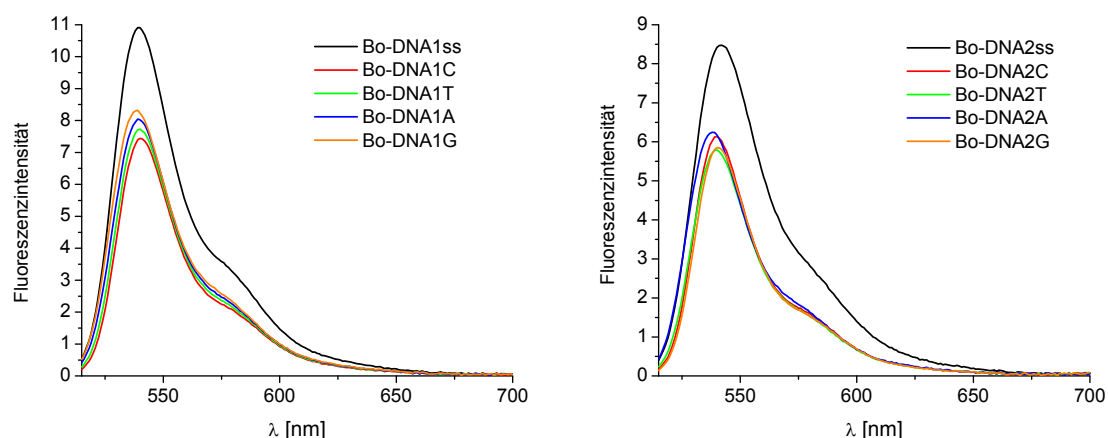 11
10
9
8
7
6
5
4
3
2
1
0
Fluoreszenzintensität
550
600
650
700
λ [nm]
Bo-DNA1ss
Bo-DNA1C
Bo-DNA1T
Bo-DNA1A
Bo-DNA1G
9
8
7
6
5
4
3
2
1
0
Fluoreszenzintensität
550
600
650
700
λ [nm]
Bo-DNA2ss
Bo-DNA2C
Bo-DNA2T
Bo-DNA2A
Bo-DNA2G